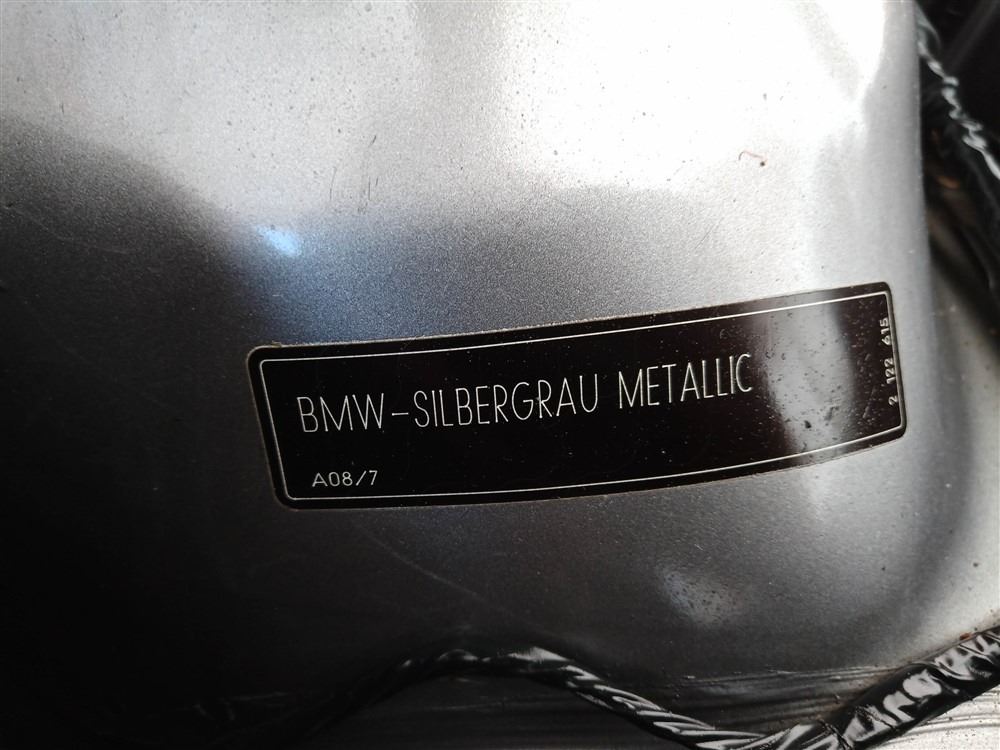 BMW-SILBERGRAU METALLIC
A08/7
2 122 615